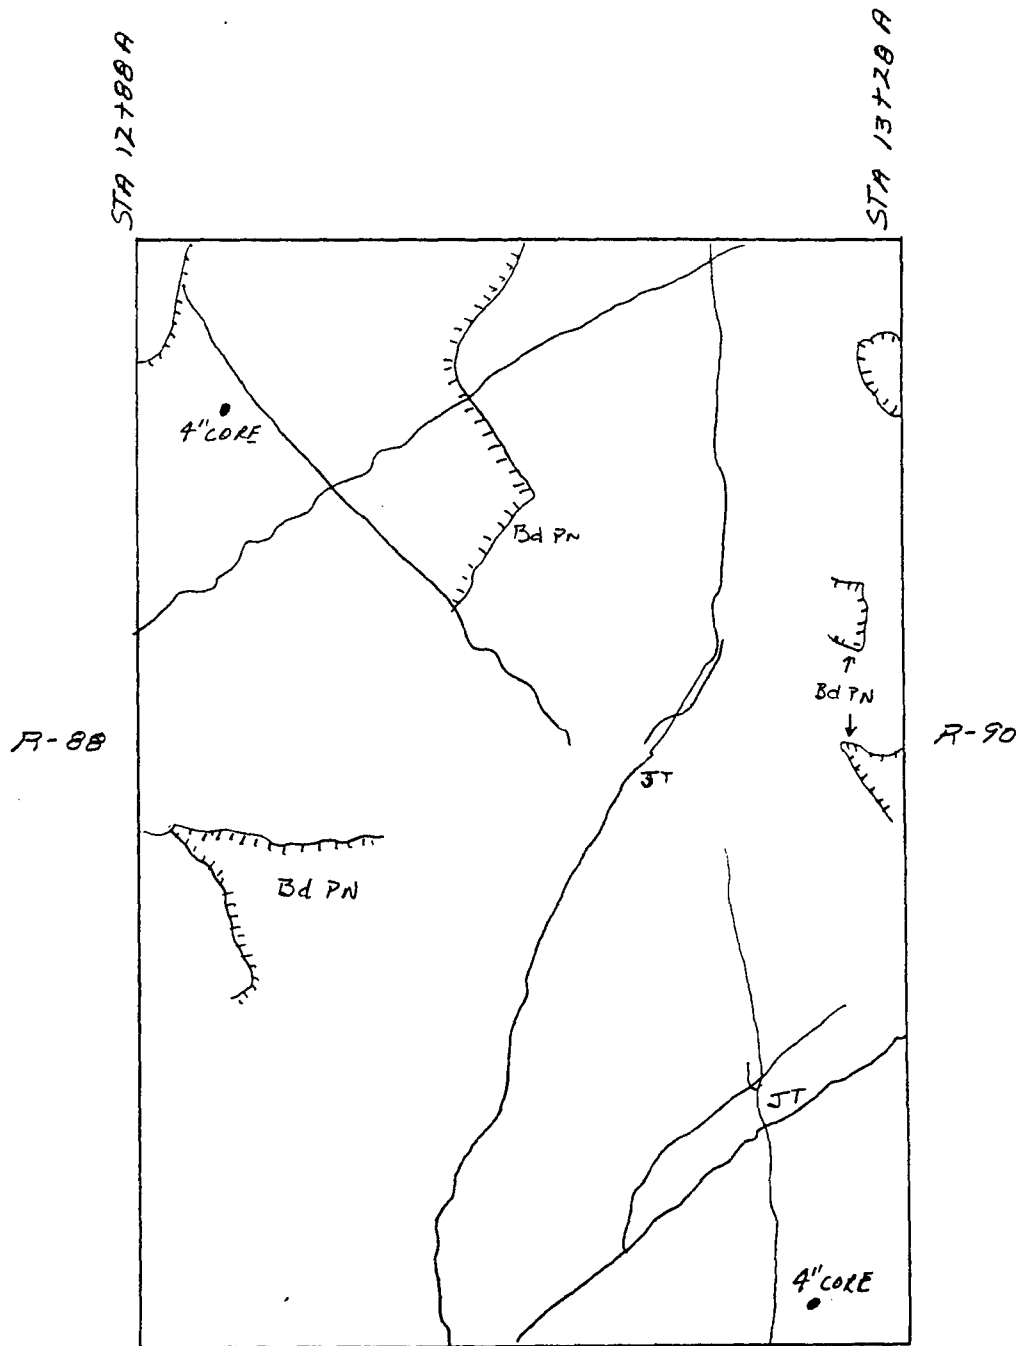 STA 12+88 A
STA 13+28 A
4" CORE
Bd PN
Bd PN
R-88
R-90
JT
Bd PN
JT
4" CORE